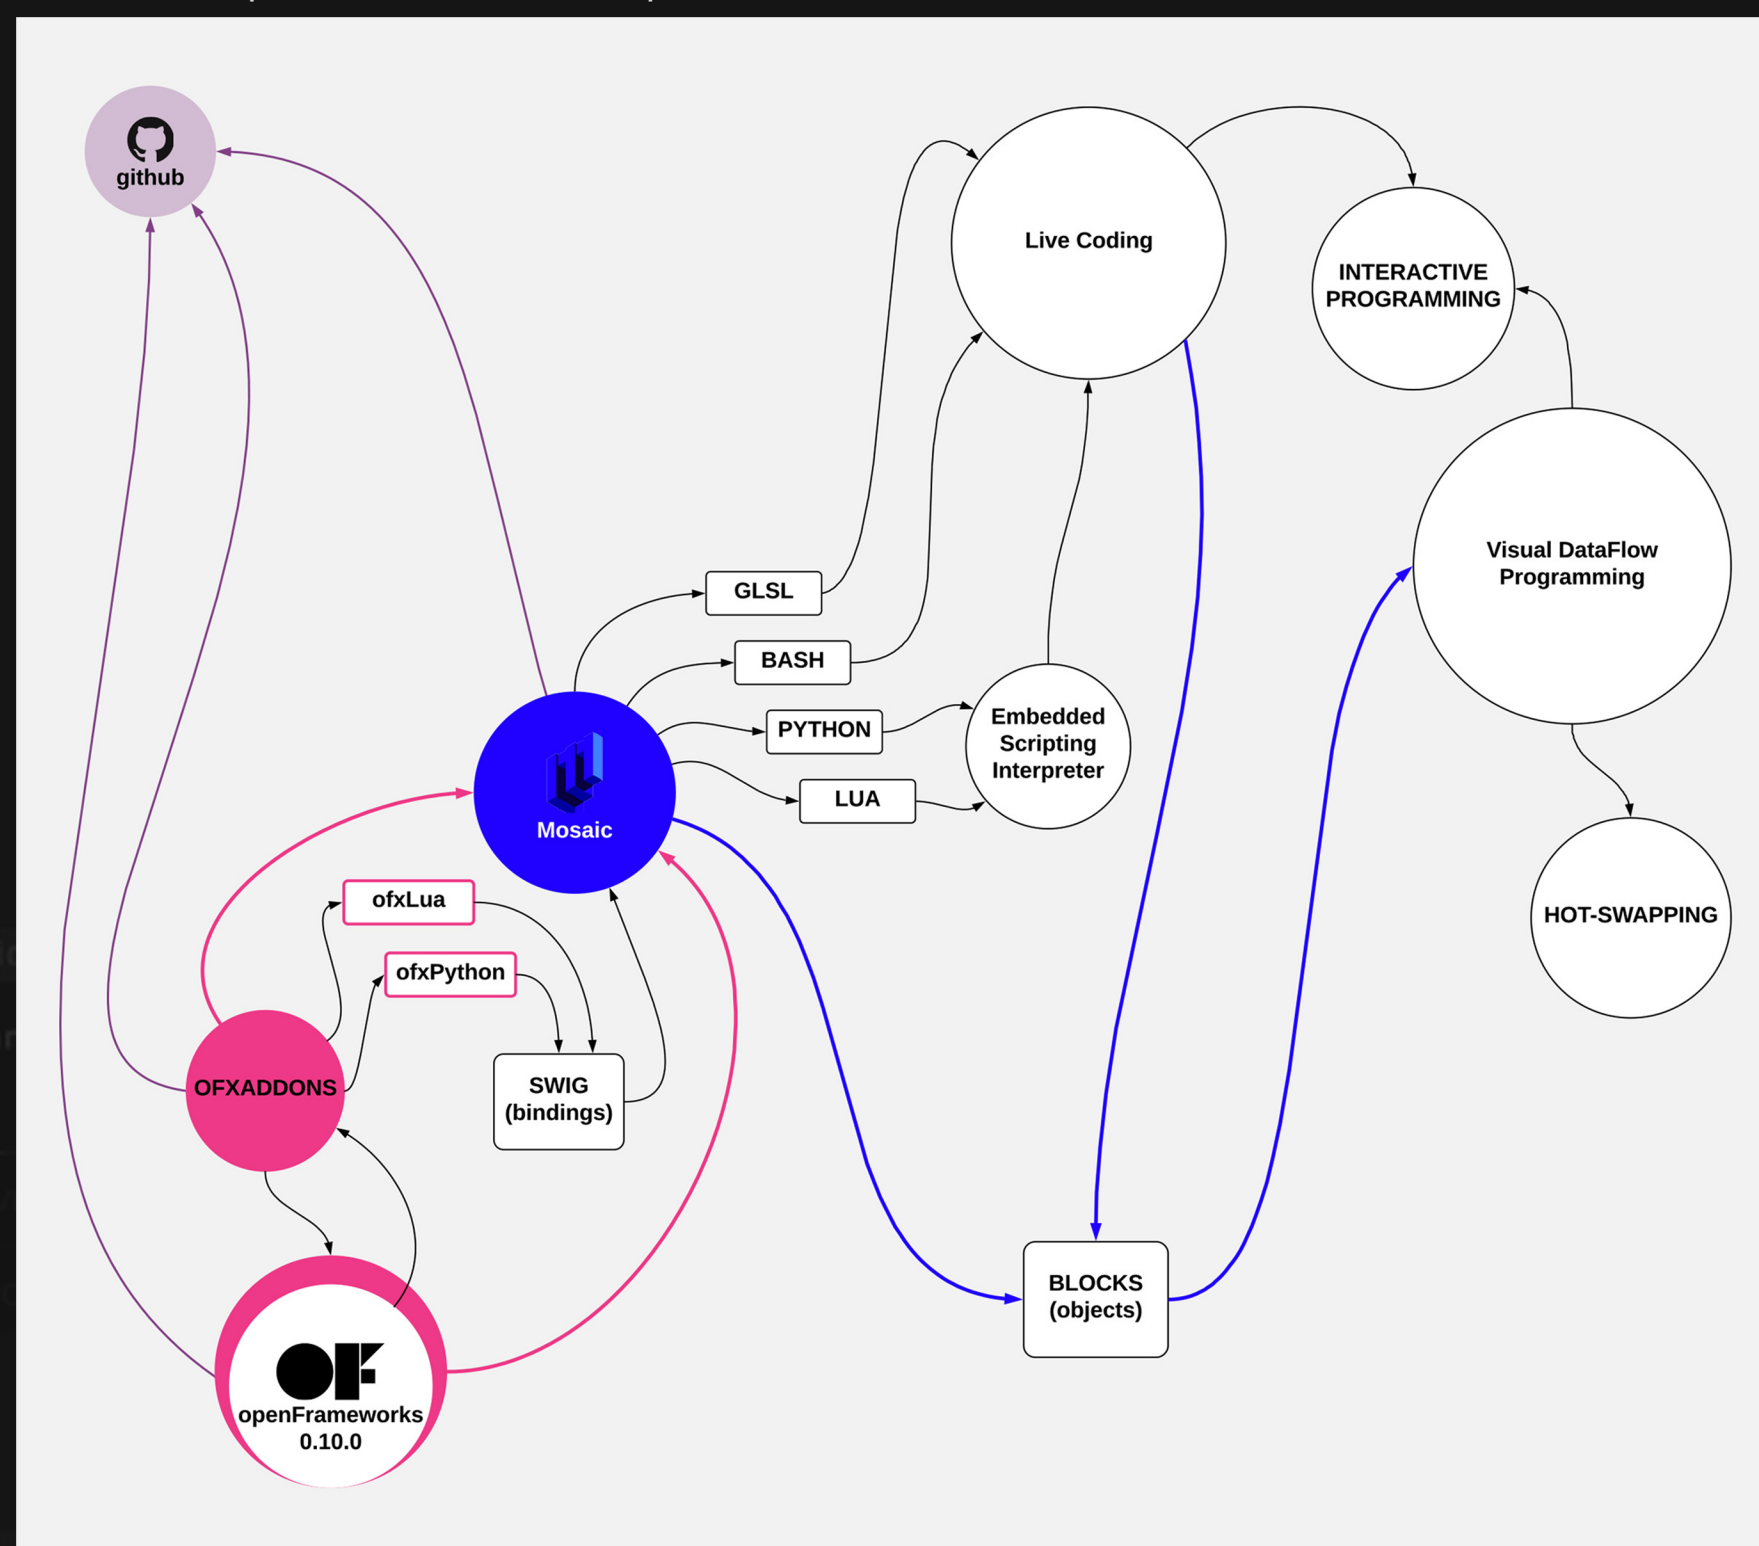 github
Live Coding
INTERACTIVE
PROGRAMMING
Visual DataFlow
Programming
GLSL
BASH
PYTHON
LUA
Embedded
Scripting
Interpreter
Mosaic
HOT-SWAPPING
ofxLua
ofxPython
OFXADDONS
SWIG
(bindings)
BLOCKS
(objects)
OF
openFrameworks
0.10.0